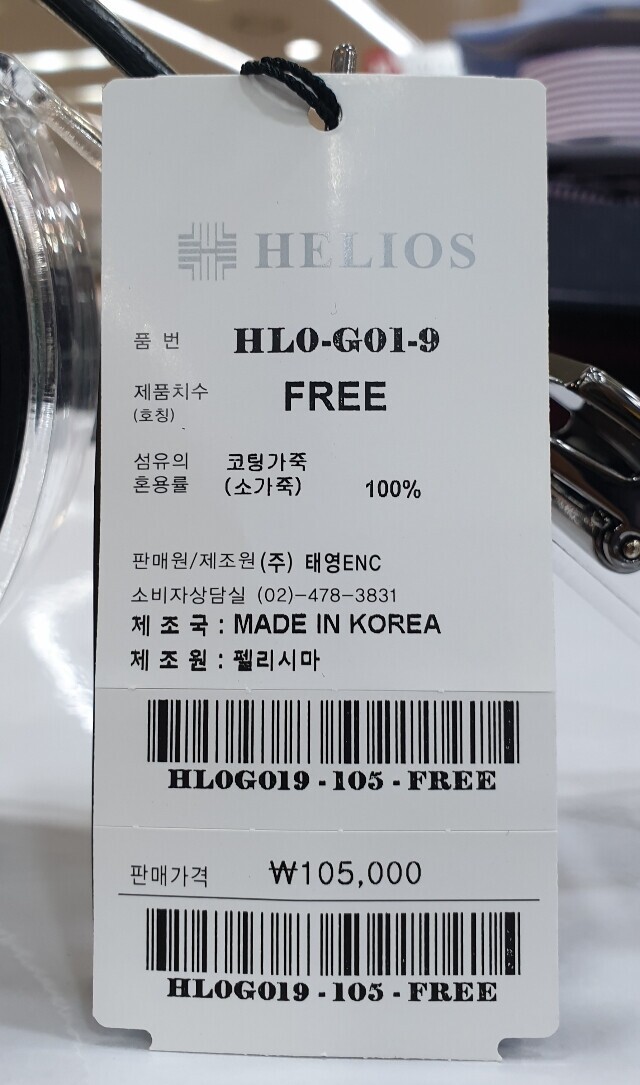 HELIOS
품 번 HLO-G01-9
제품치수 FREE
(호칭)
섬유의 코팅가죽
혼용률 (소가죽) 100%
판매원/제조원 (주) 태영ENC
소비자상담실 (02)-478-3831
제 조 국 : MADE IN KOREA
제 조 원 : 펠리시마
HLOG019 - 105 - FREE
판매가격 ₩105,000
HLOG019 - 105 - FREE